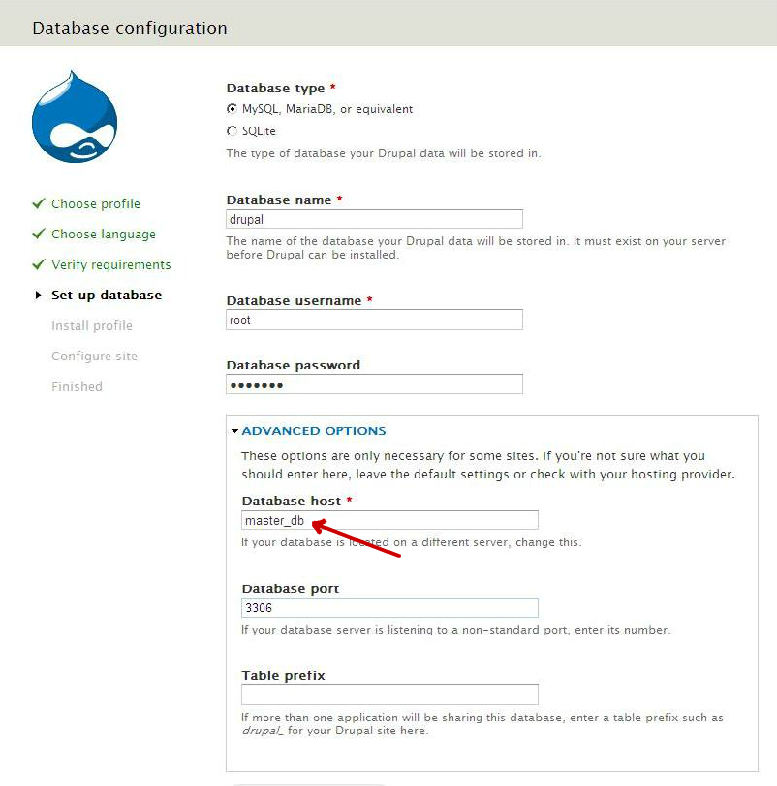 Database configuration
Database type *
MySQL, MariaDB, or equivalent
SQLite
The type of database your Drupal data will be stored in.
Choose profile
Choose language
Verify requirements
Set up database
Install profile
Configure site
Finished
Database name *
drupal
The name of the database your Drupal data will be stored in. It must exist on your server
before Drupal can be installed.
Database username *
root
Database password
•••••••
ADVANCED OPTIONS
These options are only necessary for some sites. If you're not sure what you
should enter here, leave the default settings or check with your hosting provider.
Database host *
master_db
If your database is located on a different server, change this.
Database port
3306
If your database server is listening to a non-standard port, enter its number.
Table prefix
If more than one application will be sharing this database, enter a table prefix such as
drupal_ for your Drupal site here.